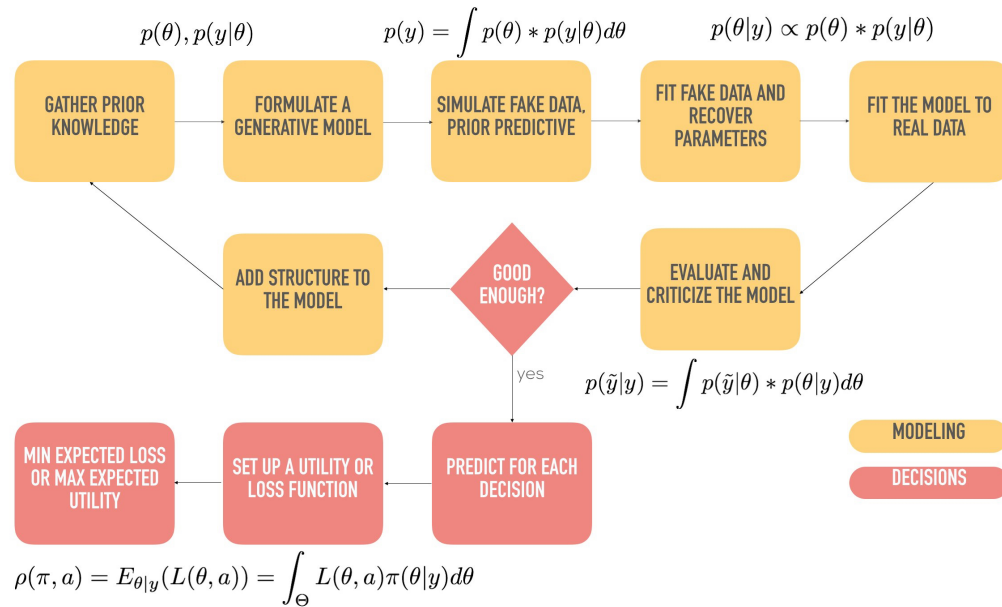 p(θ), p(y|θ)
p(y) = ∫ p(θ) * p(y|θ)dθ
p(θ|y) ∝ p(θ) * p(y|θ)
GATHER PRIOR
KNOWLEDGE
FORMULATE A
GENERATIVE MODEL
SIMULATE FAKE DATA,
PRIOR PREDICTIVE
FIT FAKE DATA AND
RECOVER
PARAMETERS
FIT THE MODEL TO
REAL DATA
ADD STRUCTURE TO
THE MODEL
GOOD
ENOUGH?
EVALUATE AND
CRITICIZE THE MODEL
yes
p(ỹ|y) = ∫ p(ỹ|θ) * p(θ|y)dθ
MIN EXPECTED LOSS
OR MAX EXPECTED
UTILITY
SET UP A UTILITY OR
LOSS FUNCTION
PREDICT FOR EACH
DECISION
MODELING
DECISIONS
ρ(π, a) = E_{θ|y}(L(θ, a)) = ∫_Θ L(θ, a)π(θ|y)dθ